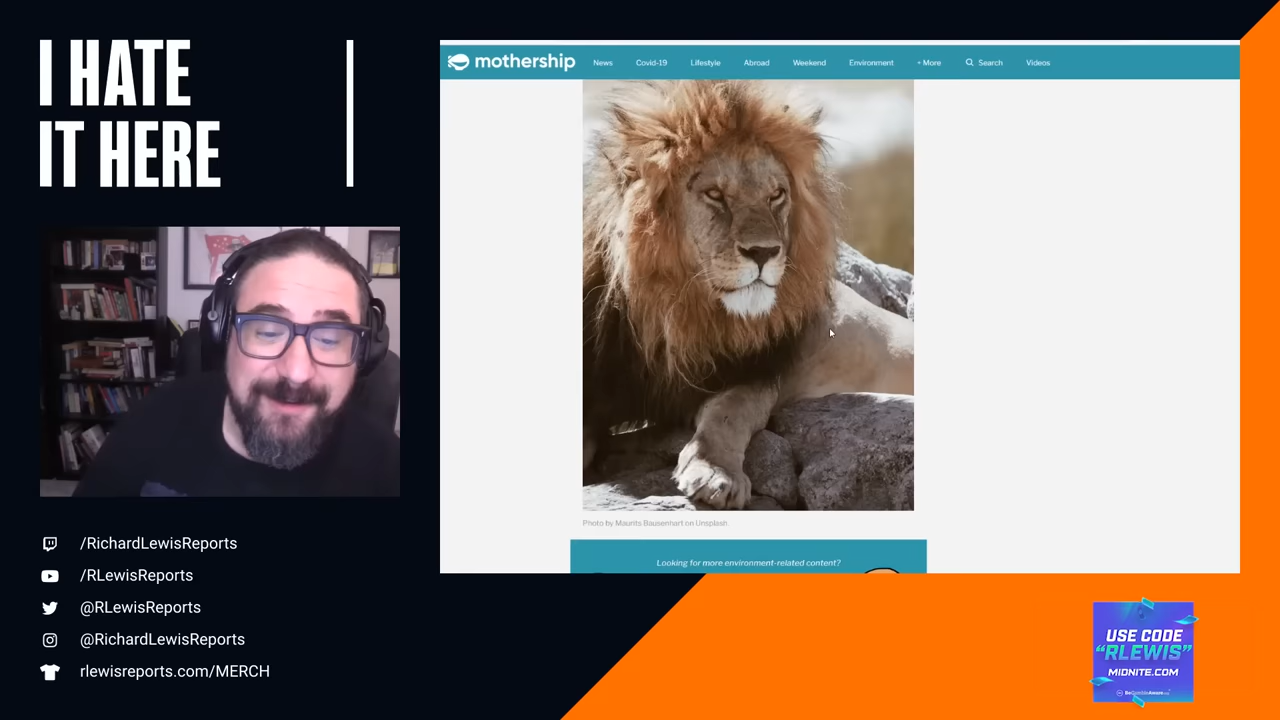 I HATE
IT HERE
/RichardLewisReports
/RLewisReports
@RLewisReports
@RichardLewisReports
rlewisreports.com/MERCH
mothership
News
Covid-19
Lifestyle
Abroad
Weekend
Environment
+ More
Search
Videos
Photo by Maurits Bausenhart on Unsplash.
Looking for more environment-related content?
USE CODE
"RLEWIS"
MIDNITE.COM
BeGambleAware.org